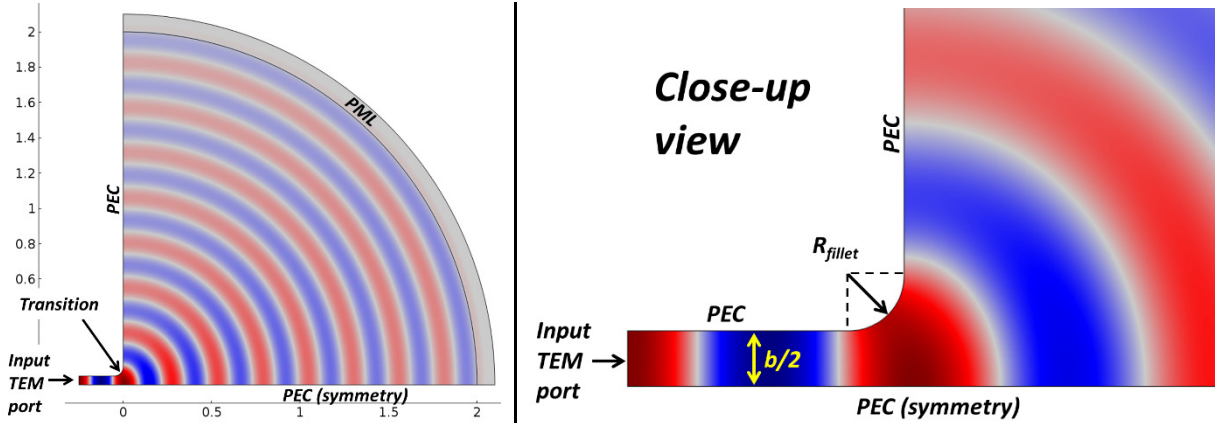 2
1.8
1.6
1.4
1.2
1
0.8
0.6
PEC
PML
Transition
Input
TEM
port
0
0.5
1
1.5
2
PEC (symmetry)
Close-up
view
PEC
R_fillet
PEC
Input
TEM
port
b/2
PEC (symmetry)